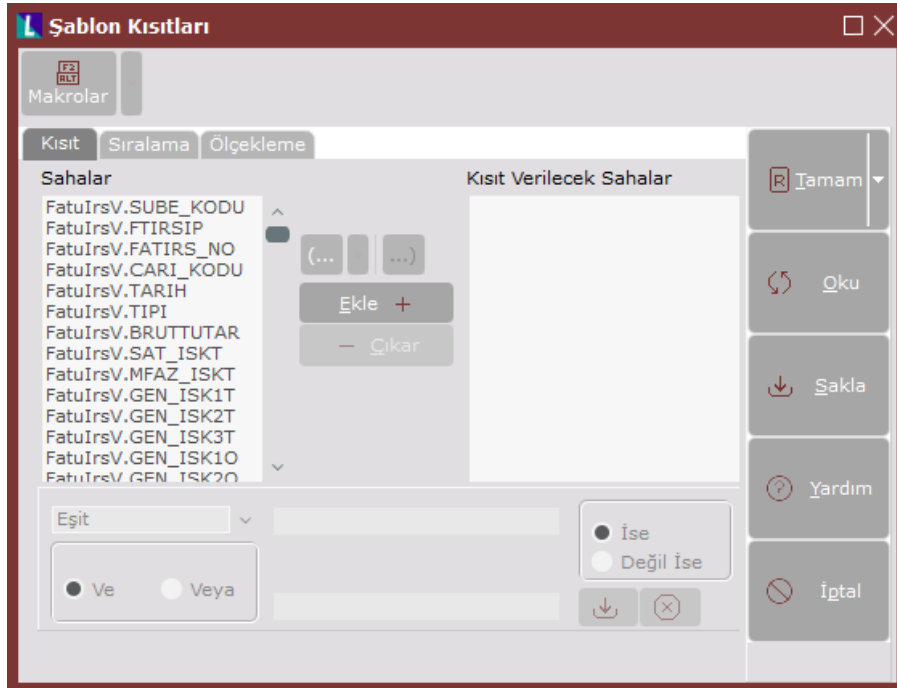 Şablon Kısıtları
F2
ALT
Makrolar
Kısıt Sıralama Ölçekleme
Sahalar
Kısıt Verilecek Sahalar
FatuIrsV.SUBE_KODU
FatuIrsV.FTIRSIP
FatuIrsV.FATIRS_NO
FatuIrsV.CARI_KODU
FatuIrsV.TARIH
FatuIrsV.TIPI
FatuIrsV.BRUTTUTAR
FatuIrsV.SAT_ISKT
FatuIrsV.MFAZ_ISKT
FatuIrsV.GEN_ISK1T
FatuIrsV.GEN_ISK2T
FatuIrsV.GEN_ISK3T
FatuIrsV.GEN_ISK1O
FatuIrsV.GEN_ISK2O
(... ...)
Ekle +
− Çıkar
Eşit
Ve Veya
İse
Değil İse
R Tamam
Oku
Sakla
? Yardım
İptal